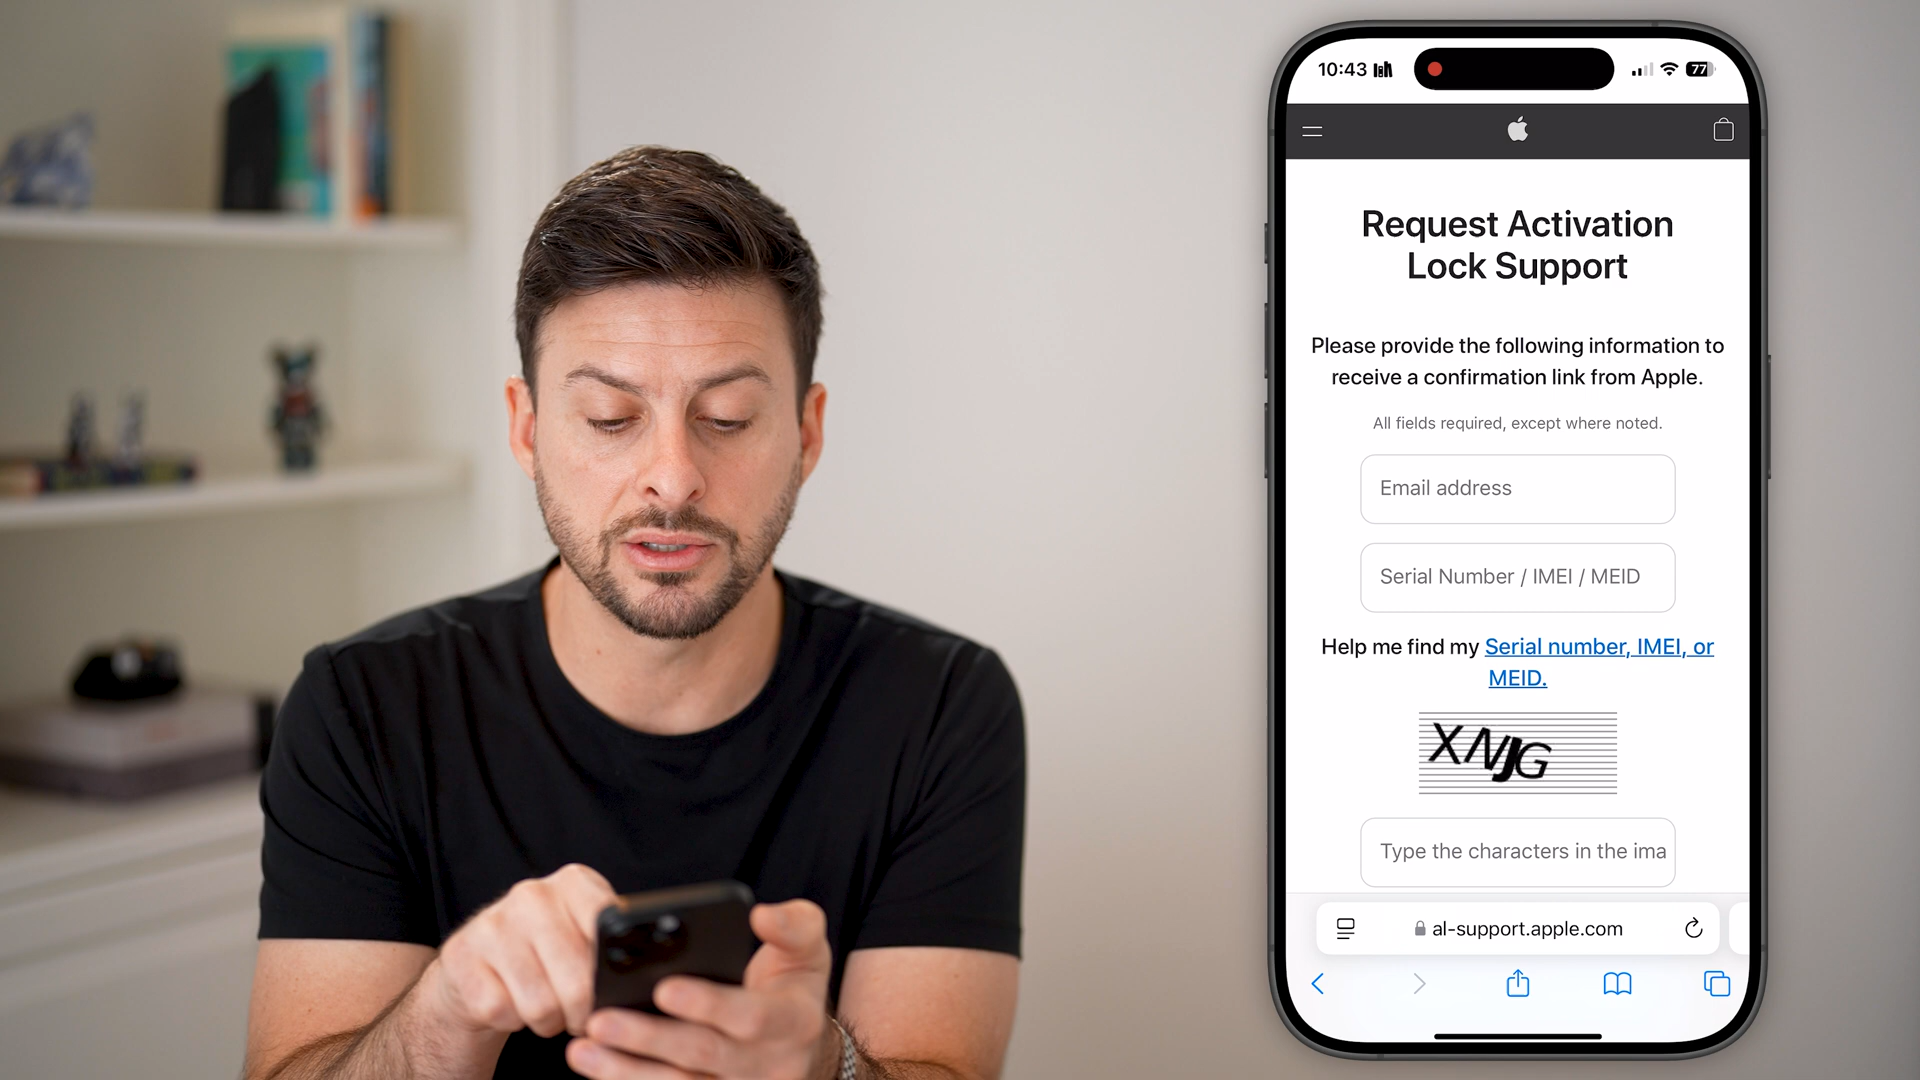 10:43
77
Request Activation
Lock Support
Please provide the following information to
receive a confirmation link from Apple.
All fields required, except where noted.
Email address
Serial Number / IMEI / MEID
Help me find my Serial number, IMEI, or
MEID.
XNJG
Type the characters in the ima
al-support.apple.com